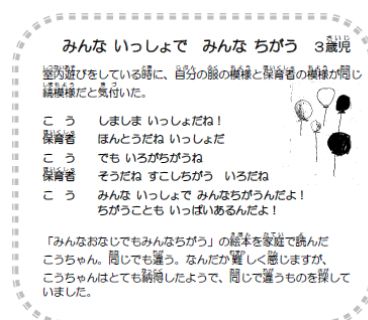 みんな いっしょで みんな ちがう 3歳児
室内遊びをしている時に、自分の服の模様と保育者の模様が同じ
縞模様だと気付いた。
こう しましま いっしょだね！
保育者 ほんとうだね いっしょだ
こう でも いろがちがうね
保育者 そうだね すこしちがう いろだね
こう みんな いっしょで みんなちがうんだよ！
ちがうことも いっぱいあるんだよ！
「みんなおなじでもみんなちがう」の絵本を家庭で読んだ
こうちゃん。同じでも違う。なんだか難しく感じますが、
こうちゃんはとても納得したようで、同じで違うものを探して
いました。